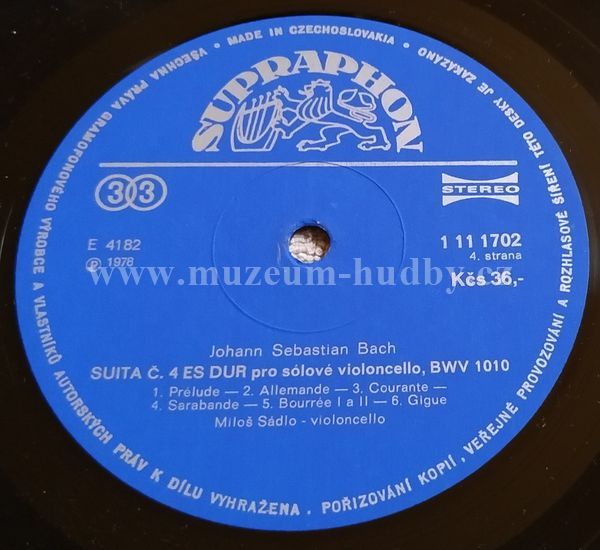 VŠECHNA PRÁVA GRAMOFONOVÉHO VÝROBCE A VLASTNÍKŮ AUTORSKÝCH PRÁV K DÍLU VYHRAŽENA. POŘIZOVÁNÍ KOPIÍ, VEŘEJNÉ PROVOZOVÁNÍ A ROZHLASOVÉ ŠÍŘENÍ TÉTO DESKY JE ZAKÁZÁNO • MADE IN CZECHOSLOVAKIA •
SUPRAPHON
33
STEREO
E 4182
1 11 1702
℗ 1976
4. strana
www.muzeum-hudby.cz
Kčs 36,-
Johann Sebastian Bach
SUITA Č. 4 ES DUR pro sólové violoncello, BWV 1010
1. Prélude — 2. Allemande — 3. Courante —
4. Sarabande — 5. Bourrée I a II — 6. Gigue
Miloš Sádlo - violoncello